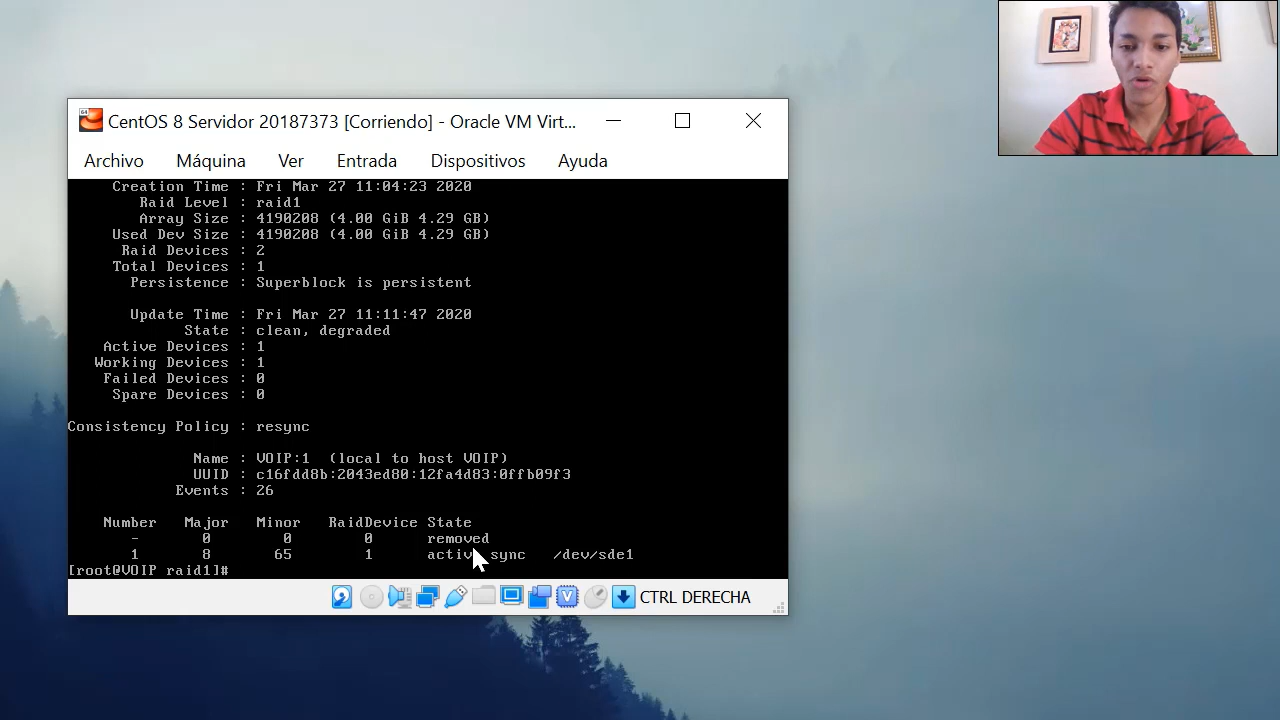 CentOS 8 Servidor 20187373 [Corriendo] - Oracle VM Virt...
Archivo Máquina Ver Entrada Dispositivos Ayuda
Creation Time : Fri Mar 27 11:04:23 2020
Raid Level : raid1
Array Size : 4190208 (4.00 GiB 4.29 GB)
Used Dev Size : 4190208 (4.00 GiB 4.29 GB)
Raid Devices : 2
Total Devices : 1
Persistence : Superblock is persistent
Update Time : Fri Mar 27 11:11:47 2020
State : clean, degraded
Active Devices : 1
Working Devices : 1
Failed Devices : 0
Spare Devices : 0
Consistency Policy : resync
Name : VOIP:1 (local to host VOIP)
UUID : c16fdd8b:2043ed80:12fa4d83:0ffb09f3
Events : 26
Number Major Minor RaidDevice State
- 0 0 0 removed
1 8 65 1 active sync /dev/sde1
[root@VOIP raid1]#
V CTRL DERECHA